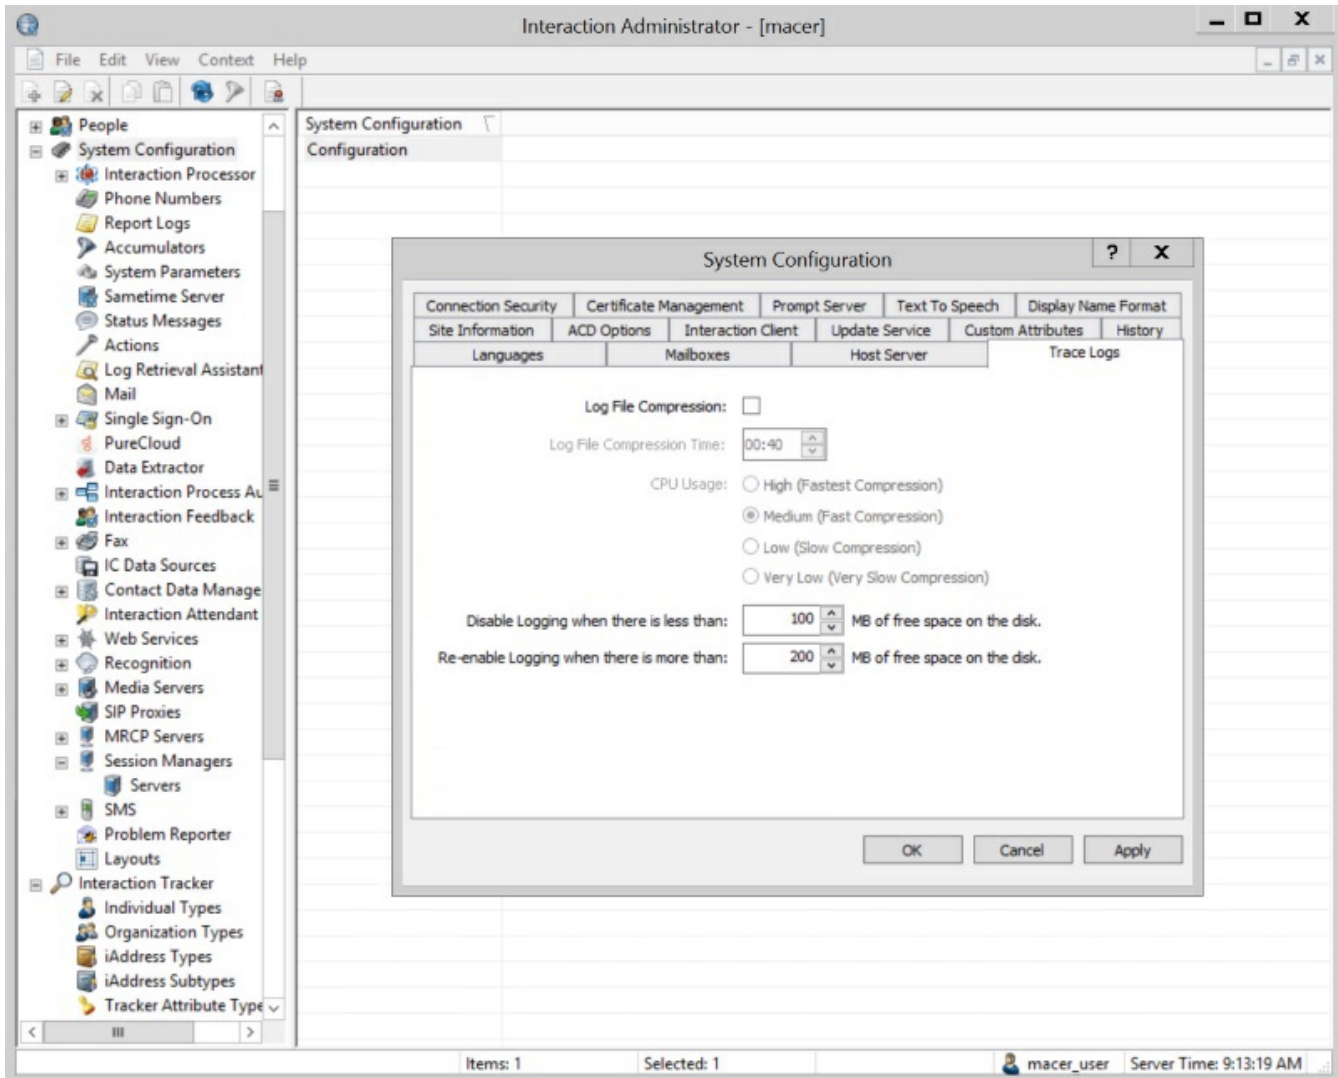 Interaction Administrator - [macer]
File Edit View Context Help
People
System Configuration
Interaction Processor
Phone Numbers
Report Logs
Accumulators
System Parameters
Sametime Server
Status Messages
Actions
Log Retrieval Assistant
Mail
Single Sign-On
PureCloud
Data Extractor
Interaction Process Au
Interaction Feedback
Fax
IC Data Sources
Contact Data Manage
Interaction Attendant
Web Services
Recognition
Media Servers
SIP Proxies
MRCP Servers
Session Managers
Servers
SMS
Problem Reporter
Layouts
Interaction Tracker
Individual Types
Organization Types
iAddress Types
iAddress Subtypes
Tracker Attribute Type
System Configuration
Configuration
System Configuration
Connection Security Certificate Management Prompt Server Text To Speech Display Name Format
Site Information ACD Options Interaction Client Update Service Custom Attributes History
Languages Mailboxes Host Server Trace Logs
Log File Compression:
Log File Compression Time: 00:40
CPU Usage: High (Fastest Compression)
Medium (Fast Compression)
Low (Slow Compression)
Very Low (Very Slow Compression)
Disable Logging when there is less than: 100 MB of free space on the disk.
Re-enable Logging when there is more than: 200 MB of free space on the disk.
OK Cancel Apply
Items: 1 Selected: 1 macer_user Server Time: 9:13:19 AM